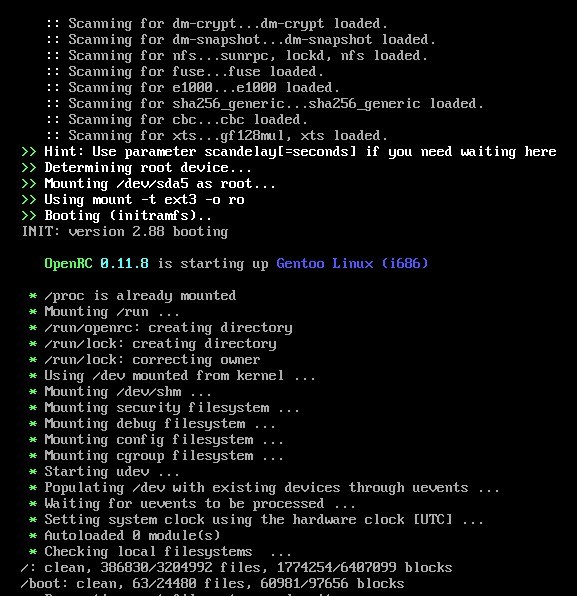 :: Scanning for dm-crypt...dm-crypt loaded.
:: Scanning for dm-snapshot...dm-snapshot loaded.
:: Scanning for nfs...sunrpc, lockd, nfs loaded.
:: Scanning for fuse...fuse loaded.
:: Scanning for e1000...e1000 loaded.
:: Scanning for sha256_generic...sha256_generic loaded.
:: Scanning for cbc...cbc loaded.
:: Scanning for xts...gf128mul, xts loaded.
>> Hint: Use parameter scandelay[=seconds] if you need waiting here
>> Determining root device...
>> Mounting /dev/sda5 as root...
>> Using mount -t ext3 -o ro
>> Booting (initramfs)..
INIT: version 2.88 booting
OpenRC 0.11.8 is starting up Gentoo Linux (i686)
* /proc is already mounted
* Mounting /run ...
* /run/openrc: creating directory
* /run/lock: creating directory
* /run/lock: correcting owner
* Using /dev mounted from kernel ...
* Mounting /dev/shm ...
* Mounting security filesystem ...
* Mounting debug filesystem ...
* Mounting config filesystem ...
* Mounting cgroup filesystem ...
* Starting udev ...
* Populating /dev with existing devices through uevents ...
* Waiting for uevents to be processed ...
* Setting system clock using the hardware clock [UTC] ...
* Autoloaded 0 module(s)
* Checking local filesystems  ...
/: clean, 386830/3204992 files, 1774254/6407099 blocks
/boot: clean, 63/24480 files, 60981/97656 blocks